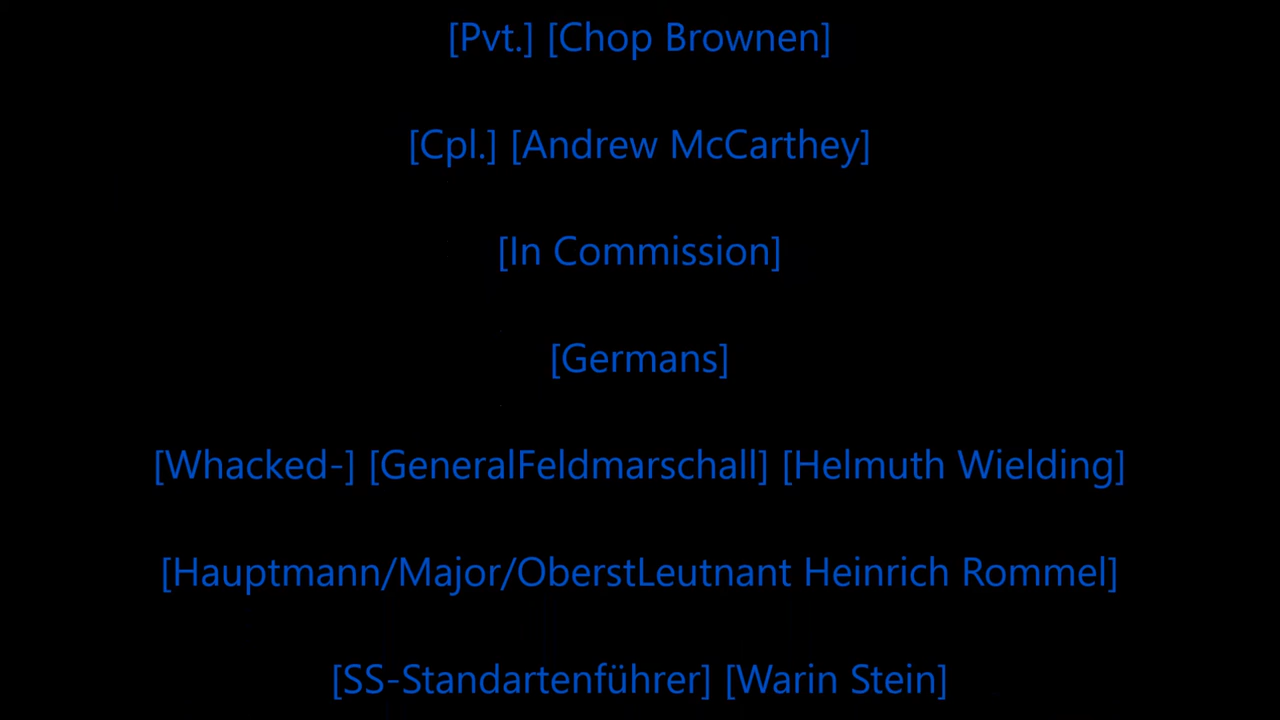 [Pvt.] [Chop Brownen]
[Cpl.] [Andrew McCarthey]
[In Commission]
[Germans]
[Whacked-] [GeneralFeldmarschall] [Helmuth Wielding]
[Hauptmann/Major/OberstLeutnant Heinrich Rommel]
[SS-Standartenführer] [Warin Stein]